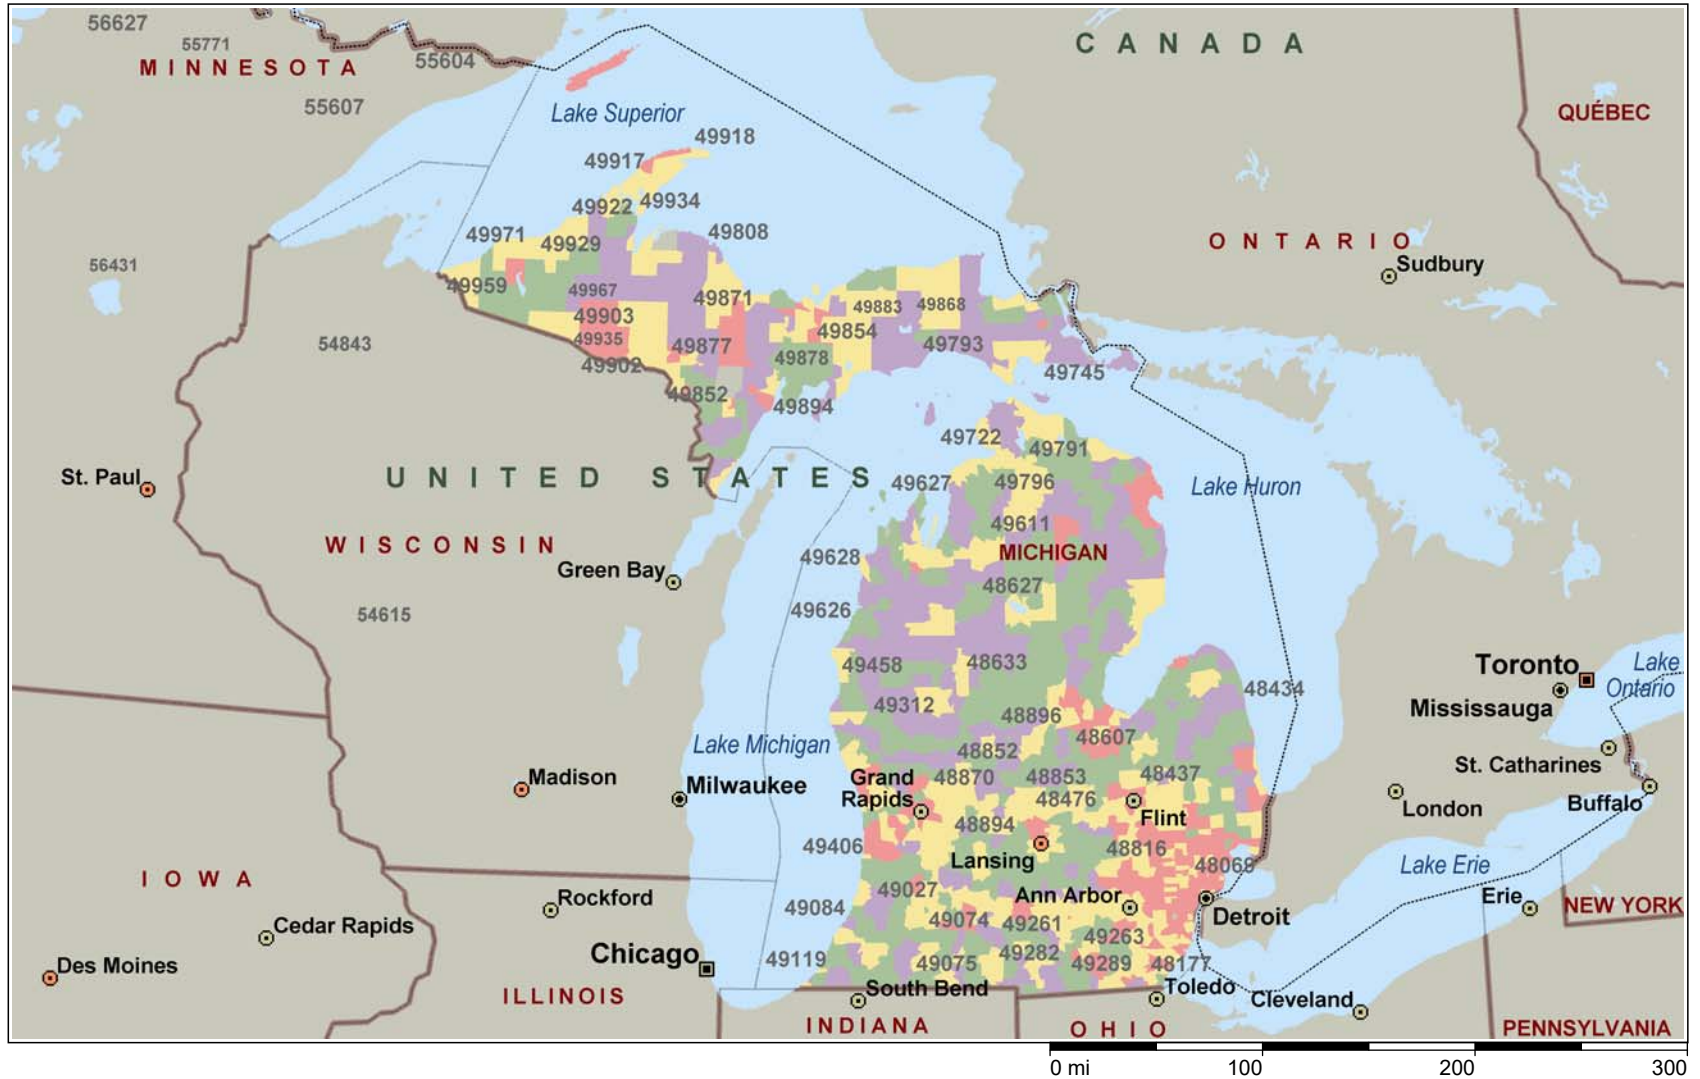 56627
55771
MINNESOTA
55604
55607
CANADA
QUÉBEC
Lake Superior
49918
49917
49922
49934
49971
49929
49808
ONTARIO
Sudbury
56431
49959
49967
49871
49883
49868
49903
49854
49935
49877
49793
54843
49902
49878
49745
49852
49894
49722
49791
St. Paul
UNITED STATES
49627
49796
Lake Huron
49611
WISCONSIN
MICHIGAN
49628
Green Bay
48627
54615
49626
49458
48633
Toronto
Lake
Ontario
Mississauga
48434
49312
48896
48607
Lake Michigan
48852
St. Catharines
Madison
Milwaukee
Grand
Rapids
48870
48853
48437
48476
Flint
London
Buffalo
48894
49406
Lansing
48816
48068
Lake Erie
IOWA
49027
Ann Arbor
Rockford
49084
Detroit
Erie
NEW YORK
Cedar Rapids
49074
49261
49263
Chicago
49119
49075
49282
49289
48177
Des Moines
South Bend
Toledo
Cleveland
ILLINOIS
INDIANA
OHIO
PENNSYLVANIA
0 mi
100
200
300